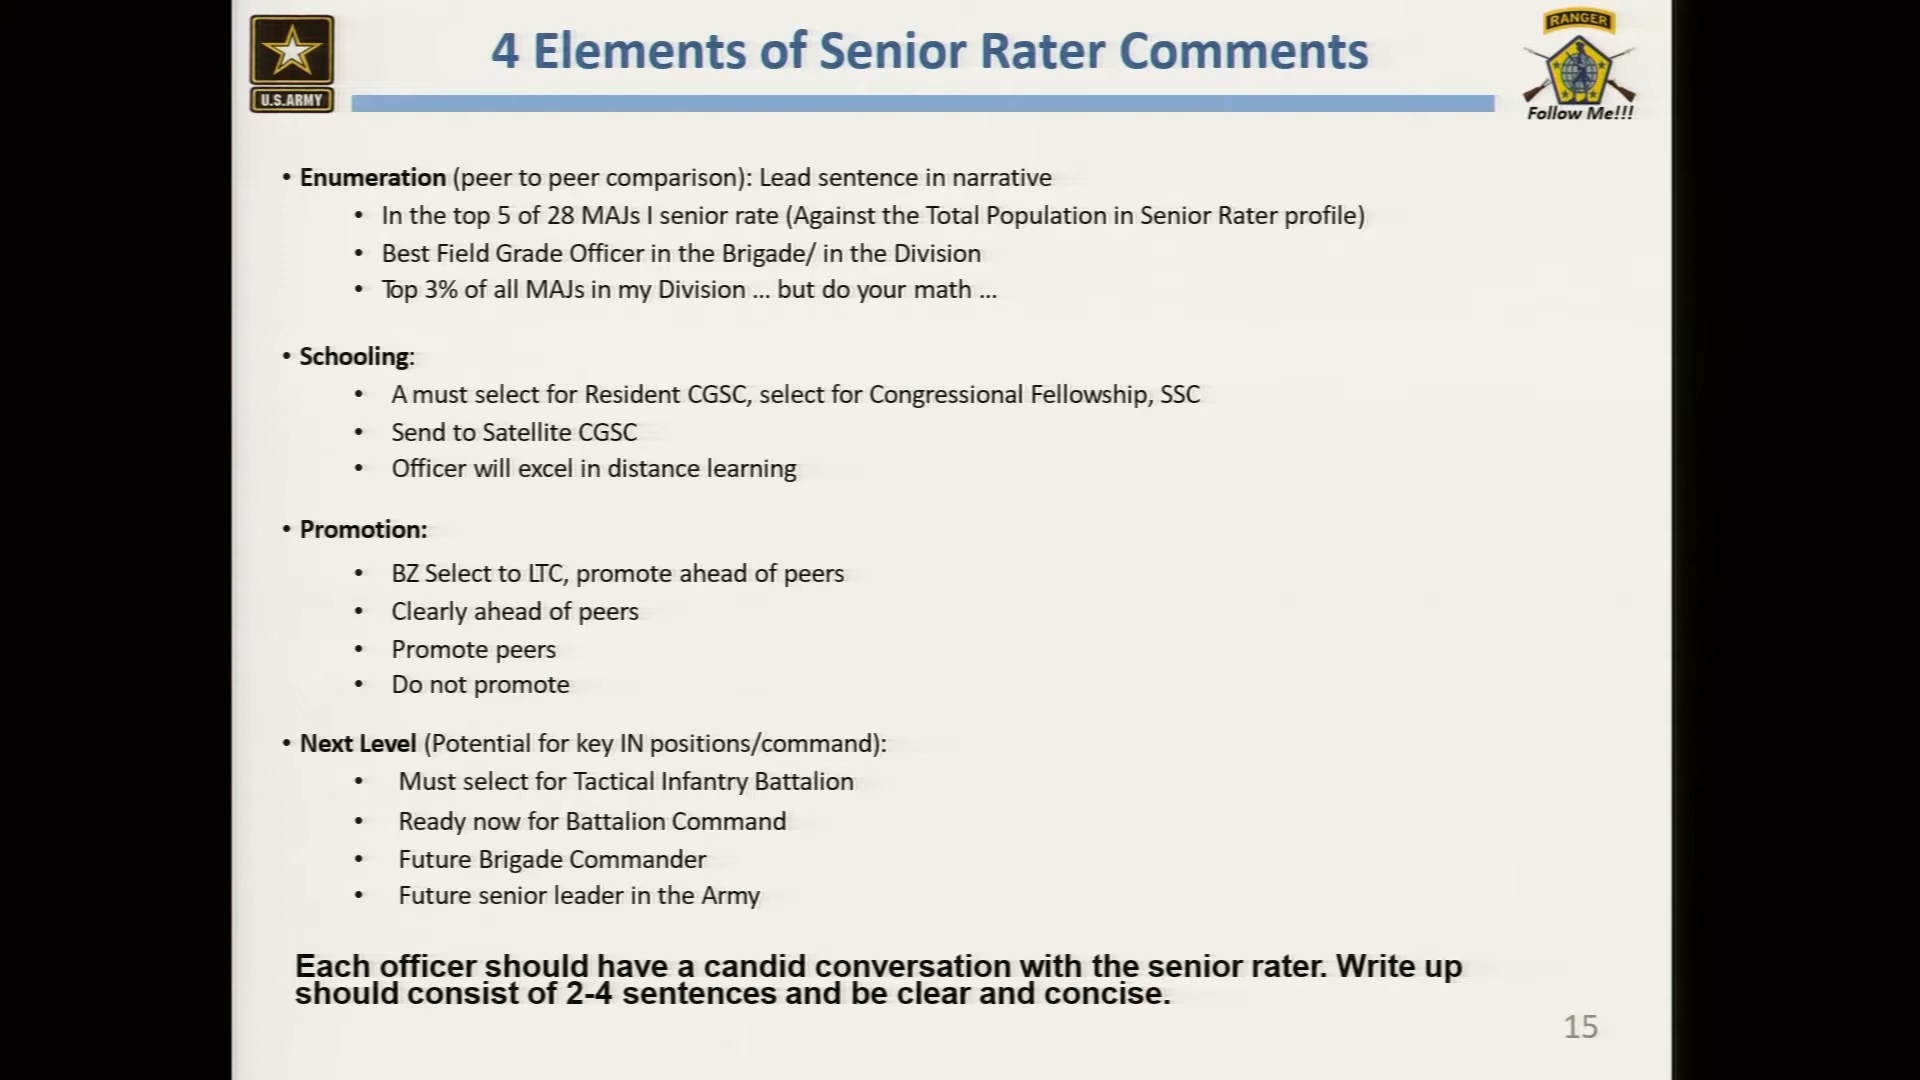 4 Elements of Senior Rater Comments
U.S.ARMY
RANGER
Follow Me!!!
• Enumeration (peer to peer comparison): Lead sentence in narrative
• In the top 5 of 28 MAJs I senior rate (Against the Total Population in Senior Rater profile)
• Best Field Grade Officer in the Brigade/ in the Division
• Top 3% of all MAJs in my Division ... but do your math ...
• Schooling:
• A must select for Resident CGSC, select for Congressional Fellowship, SSC
• Send to Satellite CGSC
• Officer will excel in distance learning
• Promotion:
• BZ Select to LTC, promote ahead of peers
• Clearly ahead of peers
• Promote peers
• Do not promote
• Next Level (Potential for key IN positions/command):
• Must select for Tactical Infantry Battalion
• Ready now for Battalion Command
• Future Brigade Commander
• Future senior leader in the Army
Each officer should have a candid conversation with the senior rater. Write up
should consist of 2-4 sentences and be clear and concise.
15